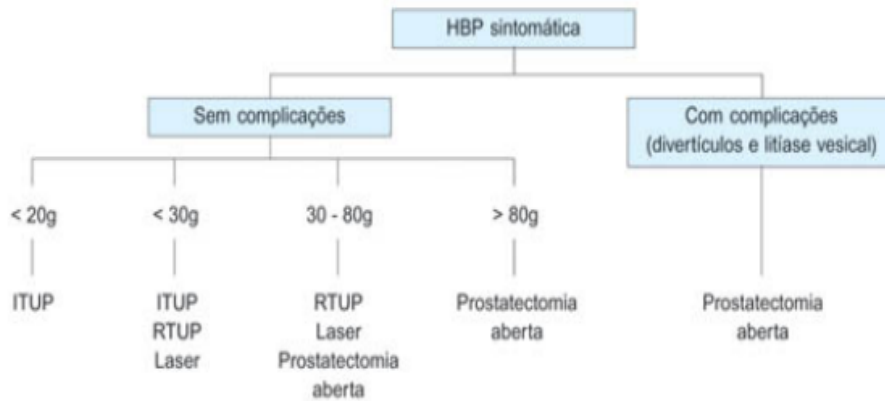 HBP sintomática
Sem complicações
Com complicações
(divertículos e litíase vesical)
< 20g
< 30g
30 - 80g
> 80g
ITUP
ITUP
RTUP
Laser
RTUP
Laser
Prostatectomia
aberta
Prostatectomia
aberta
Prostatectomia
aberta